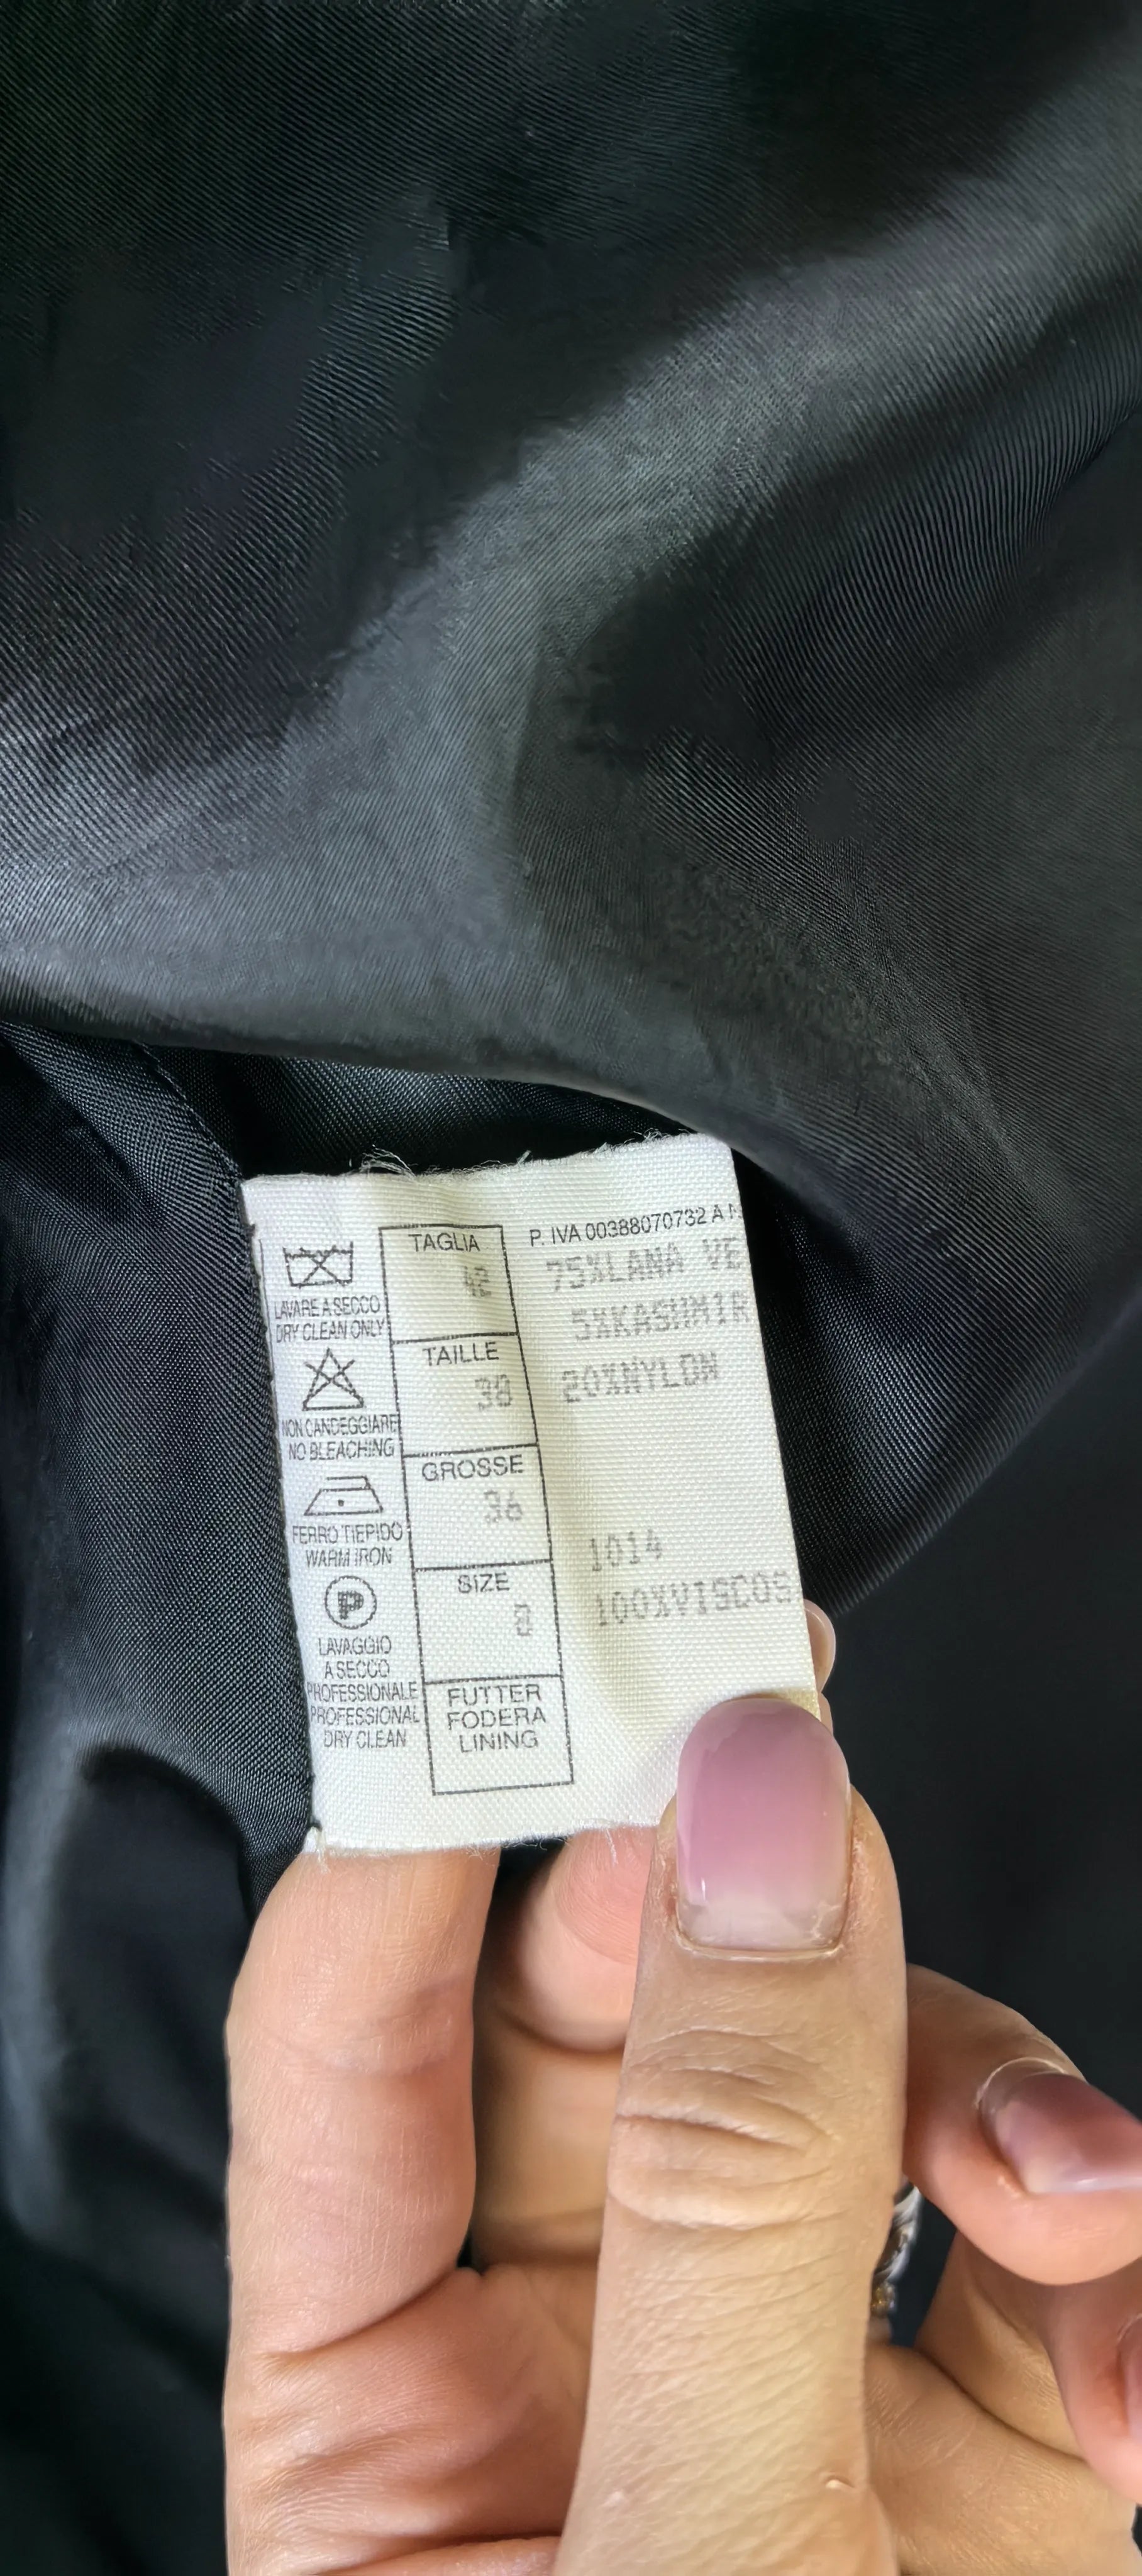 LAVARE A SECCO
DRY CLEAN ONLY
NON CANDEGGIARE
NO BLEACHING
FERRO TIEPIDO
WARM IRON
P
LAVAGGIO
A SECCO
PROFESSIONALE
PROFESSIONAL
DRY CLEAN
TAGLIA
42
TAILLE
38
GROSSE
36
SIZE
8
FUTTER
FODERA
LINING
P. IVA 00388070732 A
75%LANA VE
5%KASHMIR
20%NYLON
1014
100%VISCOS